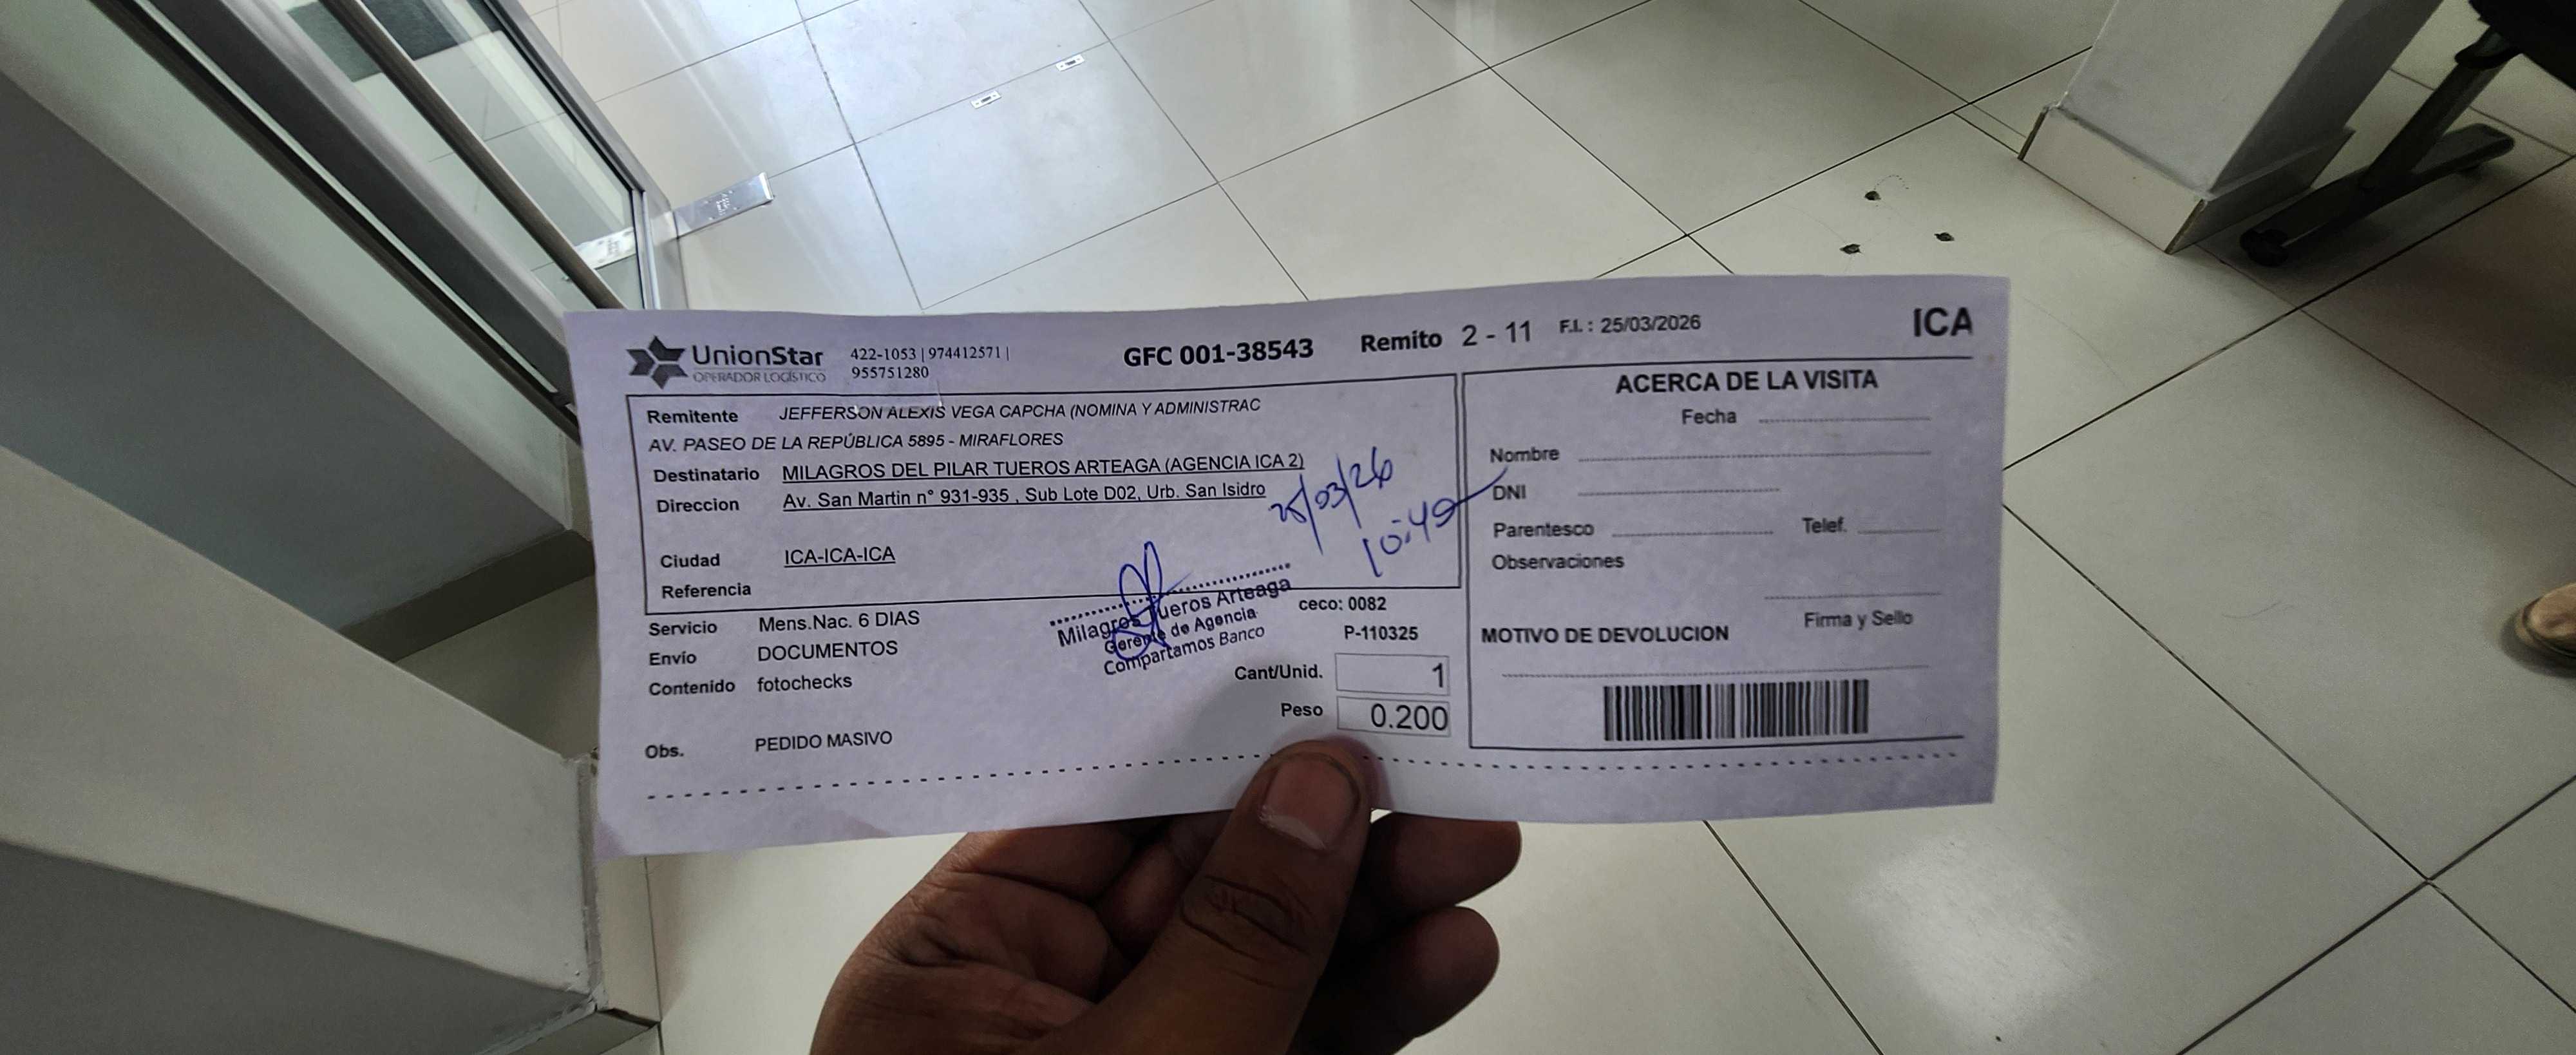 UnionStar
OPERADOR LOGÍSTICO
422-1053 | 974412571 |
955751280
GFC 001-38543
Remito 2 - 11
F.I. : 25/03/2026
ICA
Remitente JEFFERSON ALEXIS VEGA CAPCHA (NOMINA Y ADMINISTRAC
AV. PASEO DE LA REPÚBLICA 5895 - MIRAFLORES
Destinatario MILAGROS DEL PILAR TUEROS ARTEAGA (AGENCIA ICA 2)
Direccion Av. San Martin n° 931-935 , Sub Lote D02, Urb. San Isidro
Ciudad ICA-ICA-ICA
Referencia
/03/26
10:49
Servicio Mens.Nac. 6 DIAS
Envío DOCUMENTOS
Contenido fotochecks
Obs. PEDIDO MASIVO
Milagros Tueros Arteaga
Gerente de Agencia
Compartamos Banco
ceco: 0082
P-110325
Cant/Unid. 1
Peso 0.200
ACERCA DE LA VISITA
Fecha
Nombre
DNI
Parentesco Telef.
Observaciones
Firma y Sello
MOTIVO DE DEVOLUCION